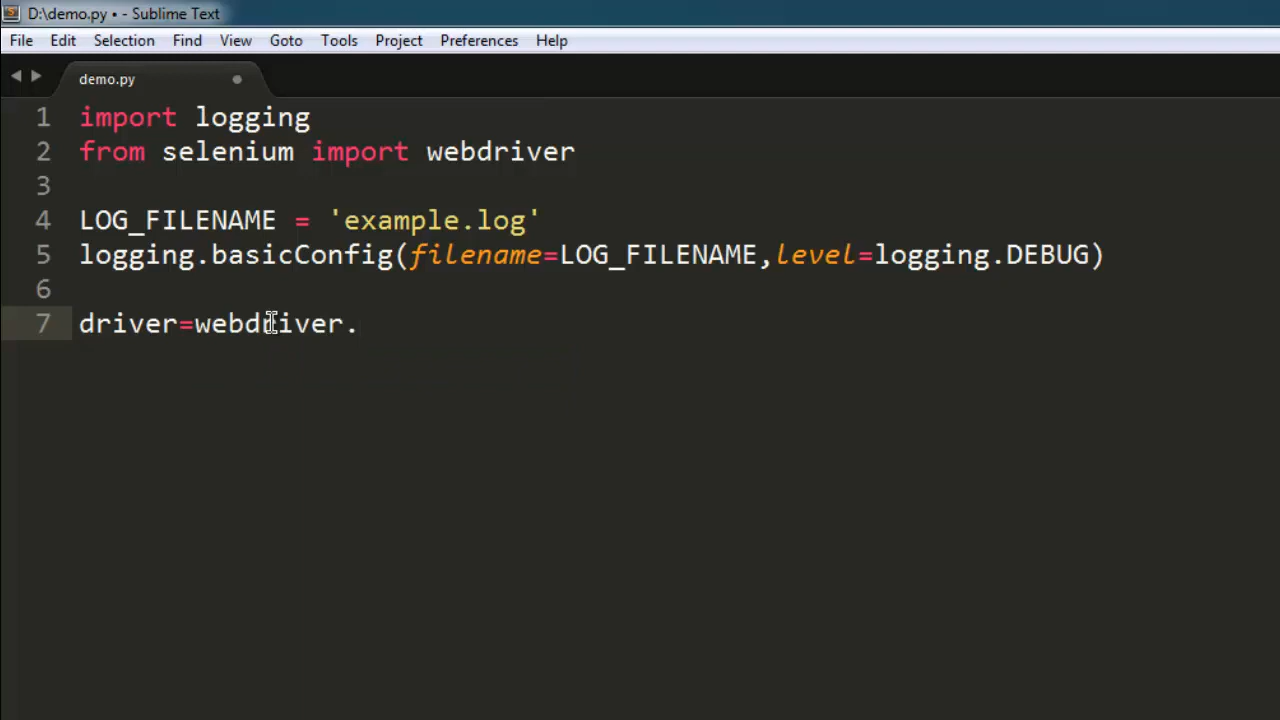 D:\demo.py • - Sublime Text
File Edit Selection Find View Goto Tools Project Preferences Help
demo.py
1 import logging
2 from selenium import webdriver
3
4 LOG_FILENAME = 'example.log'
5 logging.basicConfig(filename=LOG_FILENAME,level=logging.DEBUG)
6
7 driver=webdriver.